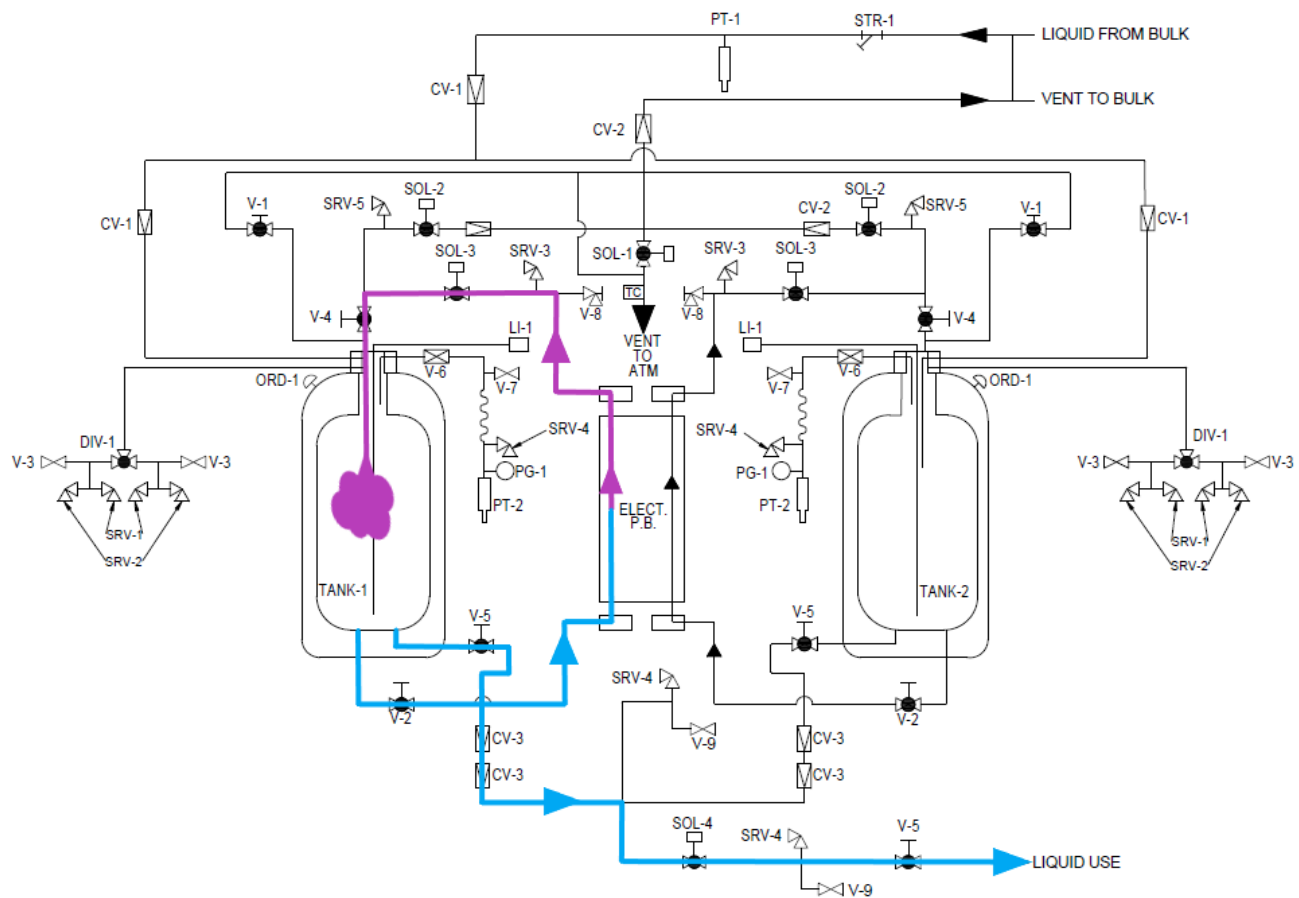 PT-1
STR-1
LIQUID FROM BULK
CV-1
VENT TO BULK
CV-2
V-1
SRV-5
SOL-2
CV-2
SOL-2
SRV-5
V-1
CV-1
CV-1
SOL-3
SRV-3
SOL-1
SRV-3
SOL-3
TC
V-4
V-8
V-8
V-4
LI-1
VENT
TO
ATM
LI-1
V-6
V-6
ORD-1
V-7
V-7
ORD-1
DIV-1
SRV-4
SRV-4
DIV-1
V-3
V-3
PG-1
PG-1
V-3
V-3
PT-2
ELECT.
P.B.
PT-2
SRV-1
SRV-1
SRV-2
SRV-2
TANK-1
TANK-2
V-5
V-5
SRV-4
V-2
V-2
V-9
CV-3
CV-3
CV-3
CV-3
SOL-4
SRV-4
V-5
LIQUID USE
V-9